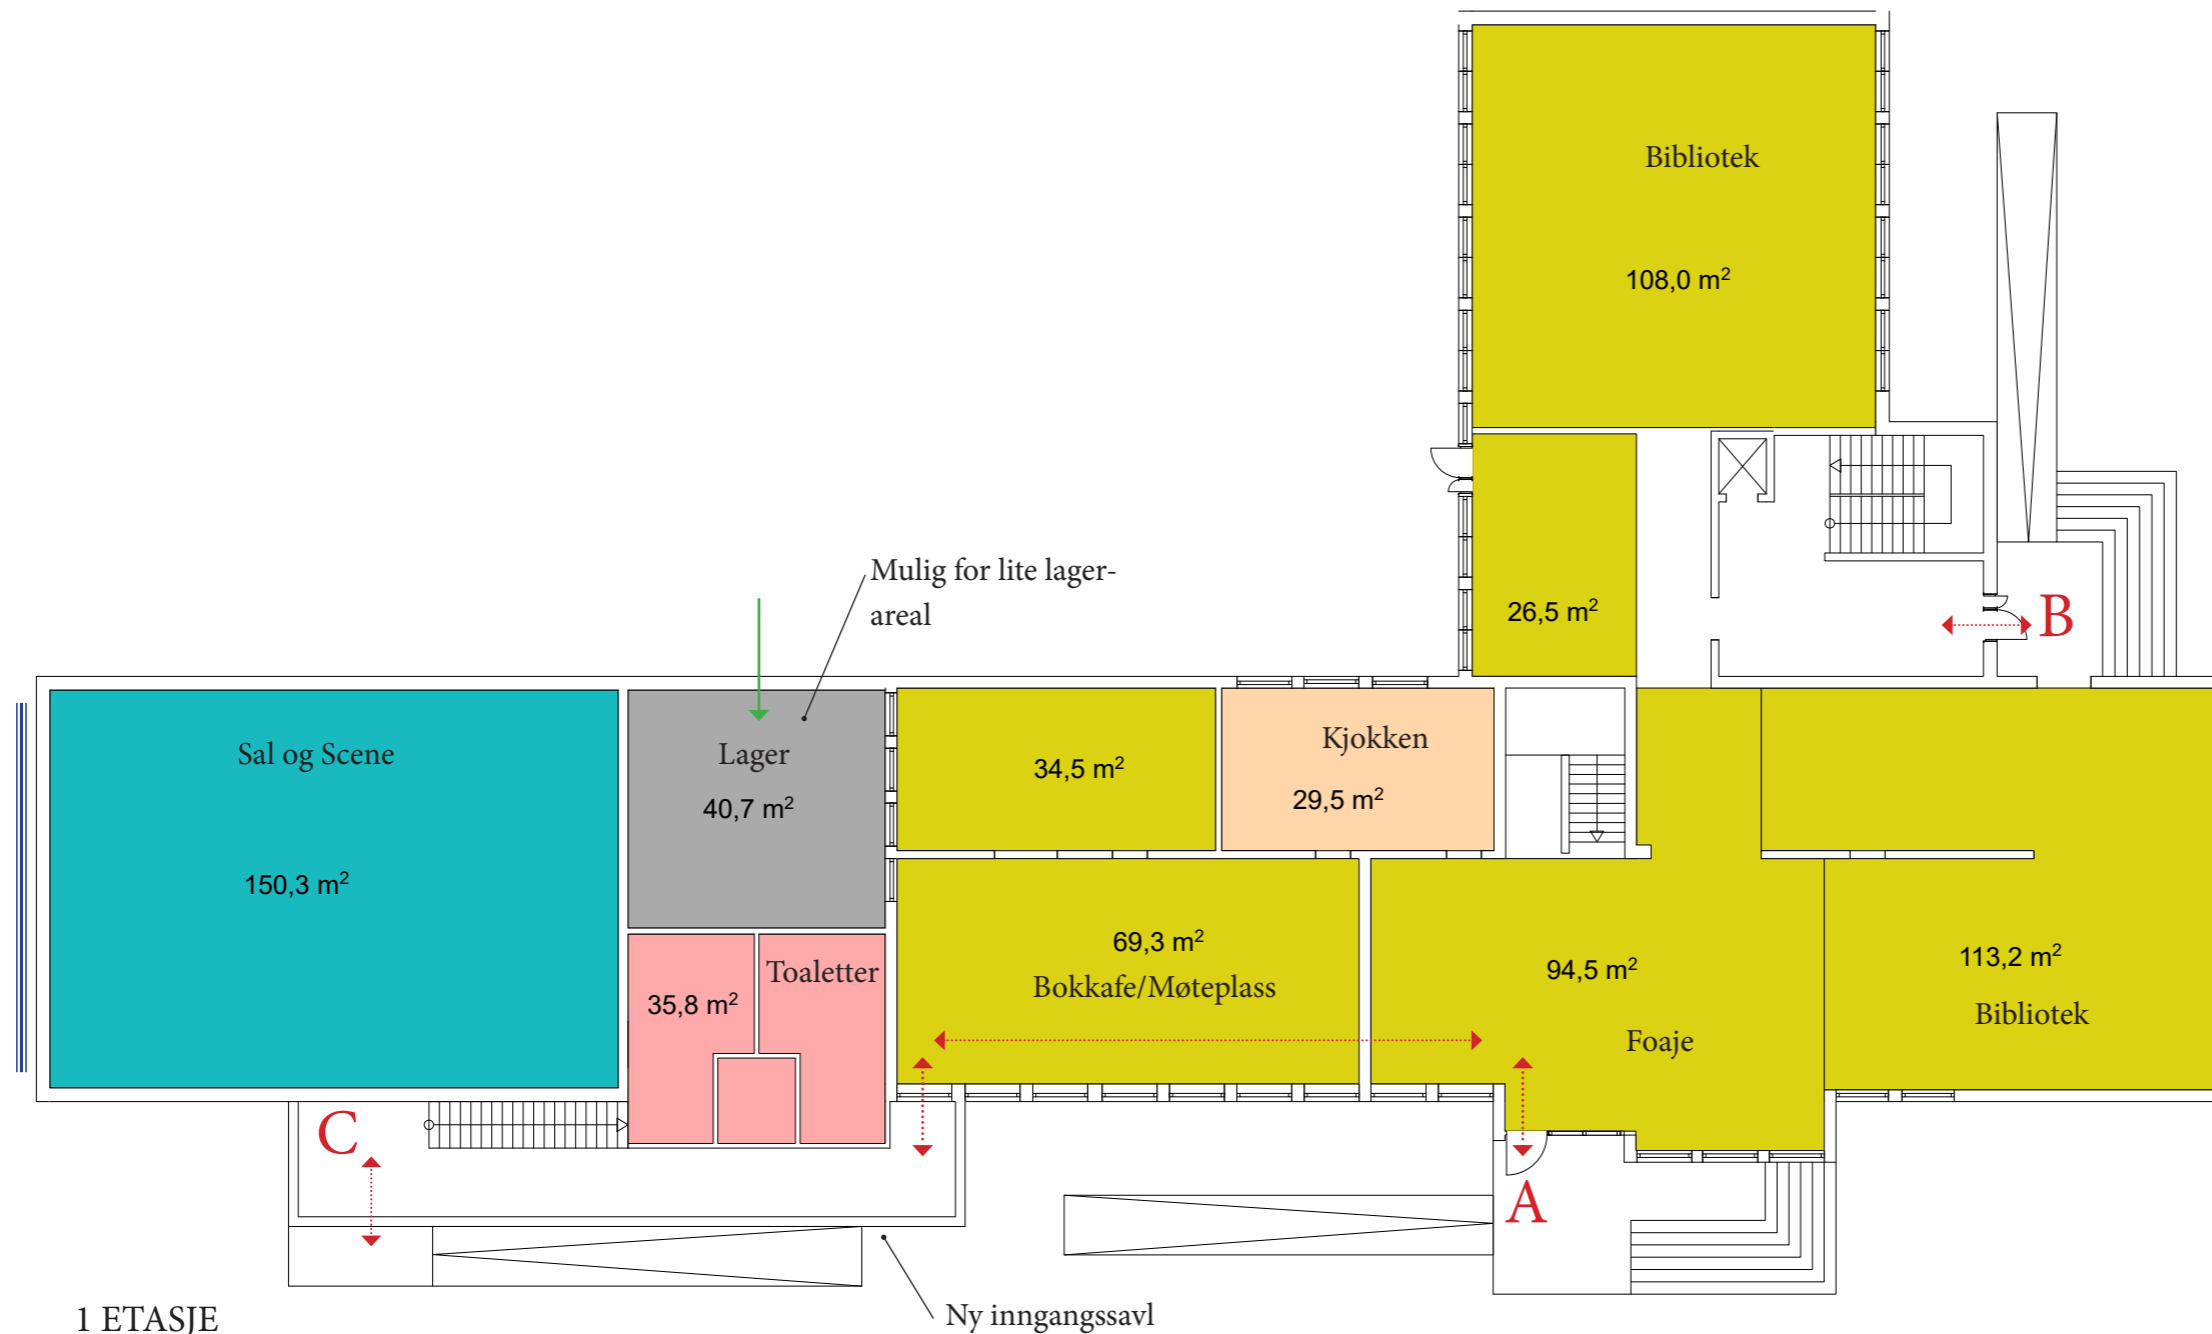 Bibliotek
108,0 m²
Mulig for lite lager-
areal
26,5 m²
B
Sal og Scene
150,3 m²
Lager
40,7 m²
34,5 m²
Kjokken
29,5 m²
Toaletter
35,8 m²
69,3 m²
Bokkafe/Møteplass
94,5 m²
Foaje
113,2 m²
Bibliotek
C
A
Ny inngangssavl
1 ETASJE